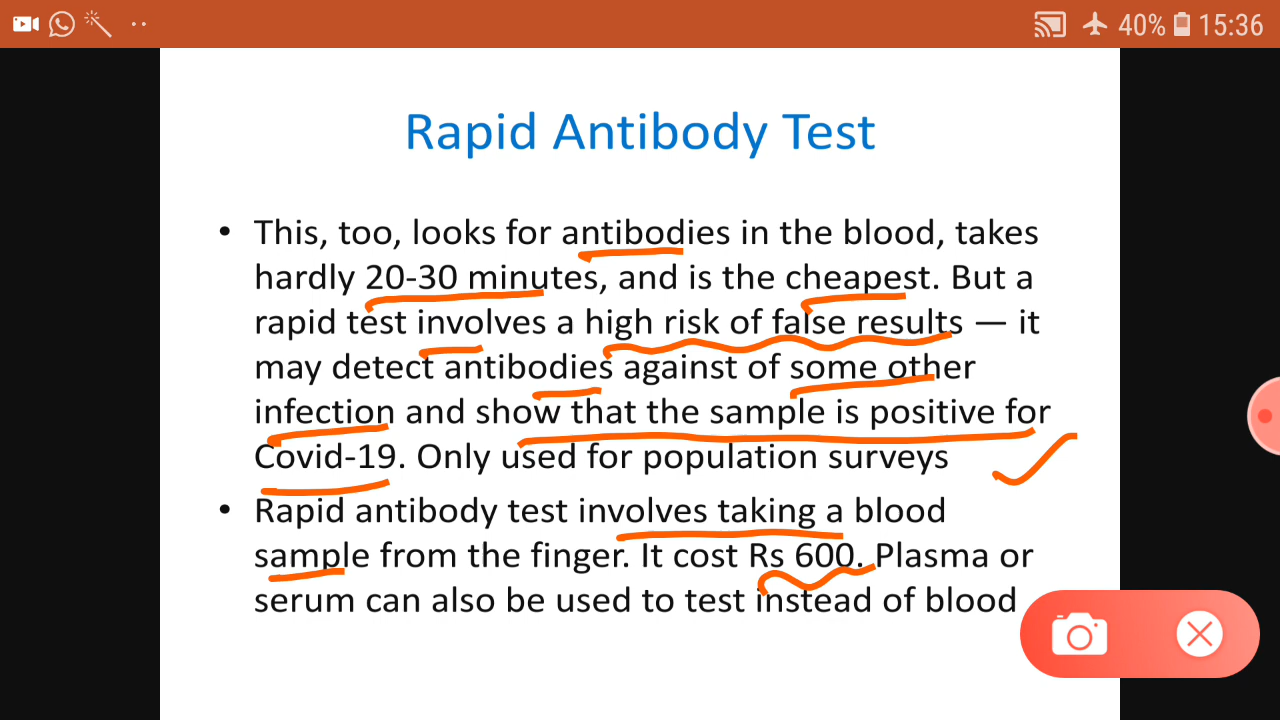 40% 15:36
Rapid Antibody Test
• This, too, looks for antibodies in the blood, takes
hardly 20-30 minutes, and is the cheapest. But a
rapid test involves a high risk of false results — it
may detect antibodies against of some other
infection and show that the sample is positive for
Covid-19. Only used for population surveys
• Rapid antibody test involves taking a blood
sample from the finger. It cost Rs 600. Plasma or
serum can also be used to test instead of blood